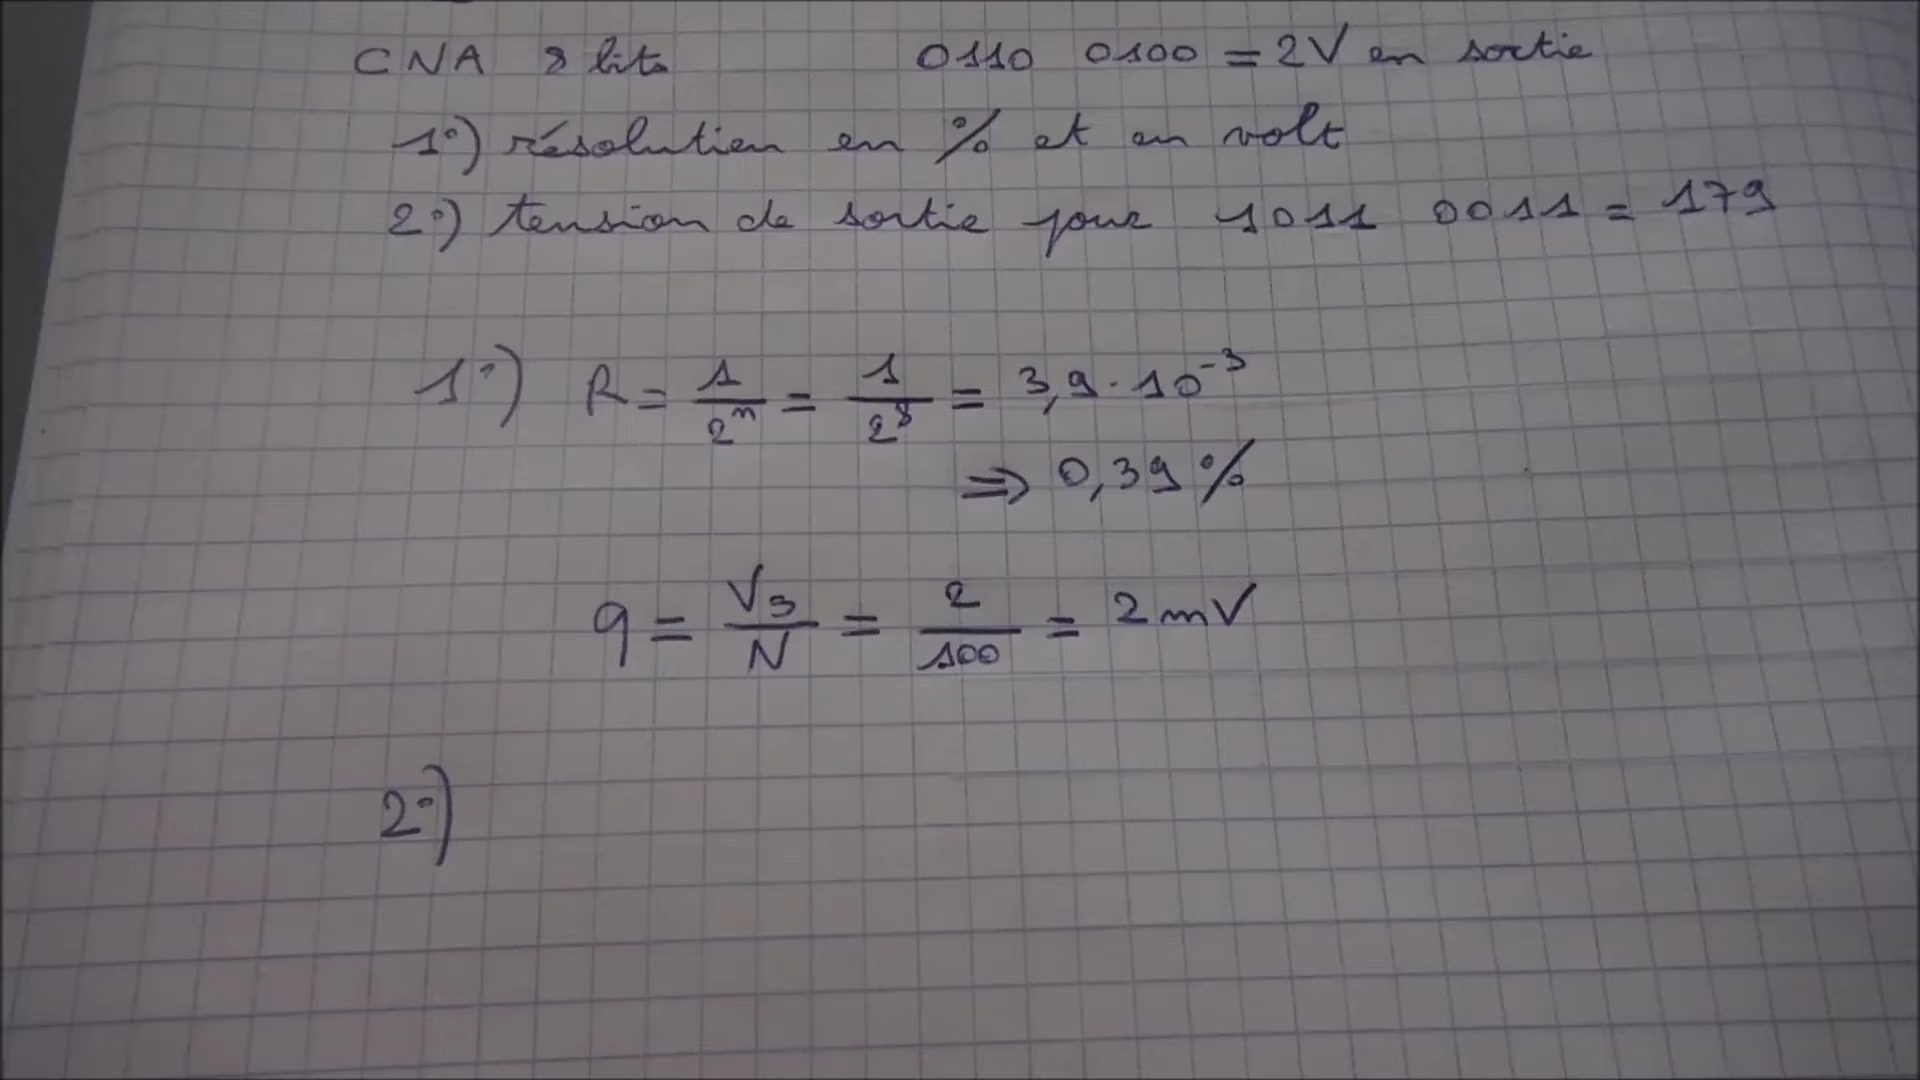 CNA 8 bits 0110 0100 = 2V en sortie
1°) résolution en % et en volt
2°) tension de sortie pour 1011 0011 = 179
1°) R = 1/2^n = 1/2^8 = 3,9 · 10^-3
⇒ 0,39 %
q = Vs/N = 2/100 = 2 mV
2°)